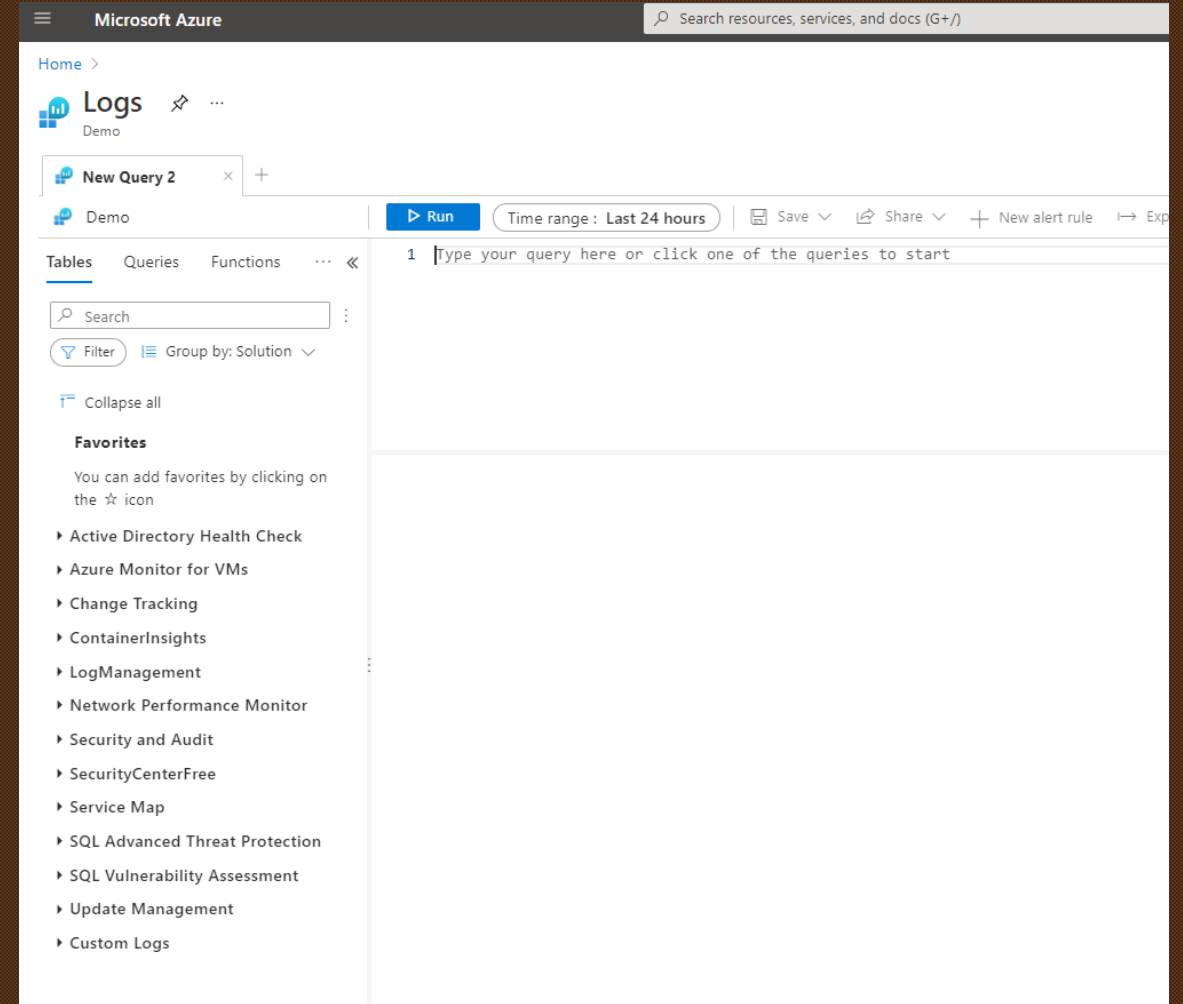 Microsoft Azure
Search resources, services, and docs (G+/)
Home >
Logs ...
Demo
New Query 2 × +
Demo
Run Time range : Last 24 hours Save Share New alert rule Exp
Tables Queries Functions ... «
1 Type your query here or click one of the queries to start
Search
Filter Group by: Solution
Collapse all
Favorites
You can add favorites by clicking on
the ☆ icon
Active Directory Health Check
Azure Monitor for VMs
Change Tracking
ContainerInsights
LogManagement
Network Performance Monitor
Security and Audit
SecurityCenterFree
Service Map
SQL Advanced Threat Protection
SQL Vulnerability Assessment
Update Management
Custom Logs